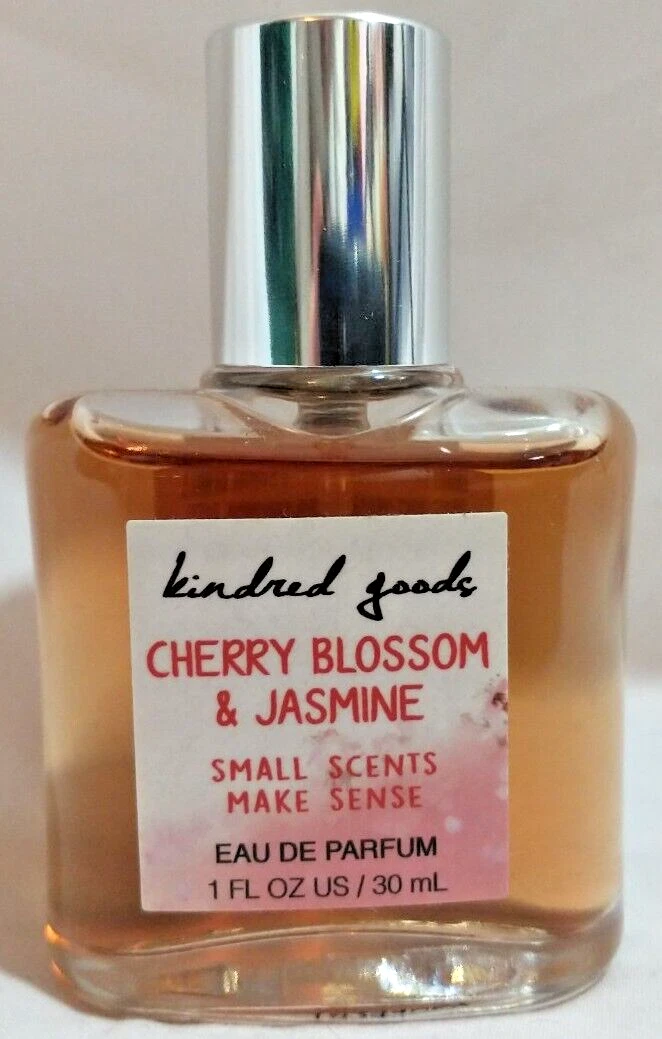 kindred goods
CHERRY BLOSSOM
& JASMINE
SMALL SCENTS
MAKE SENSE
EAU DE PARFUM
1 FL OZ US / 30 mL